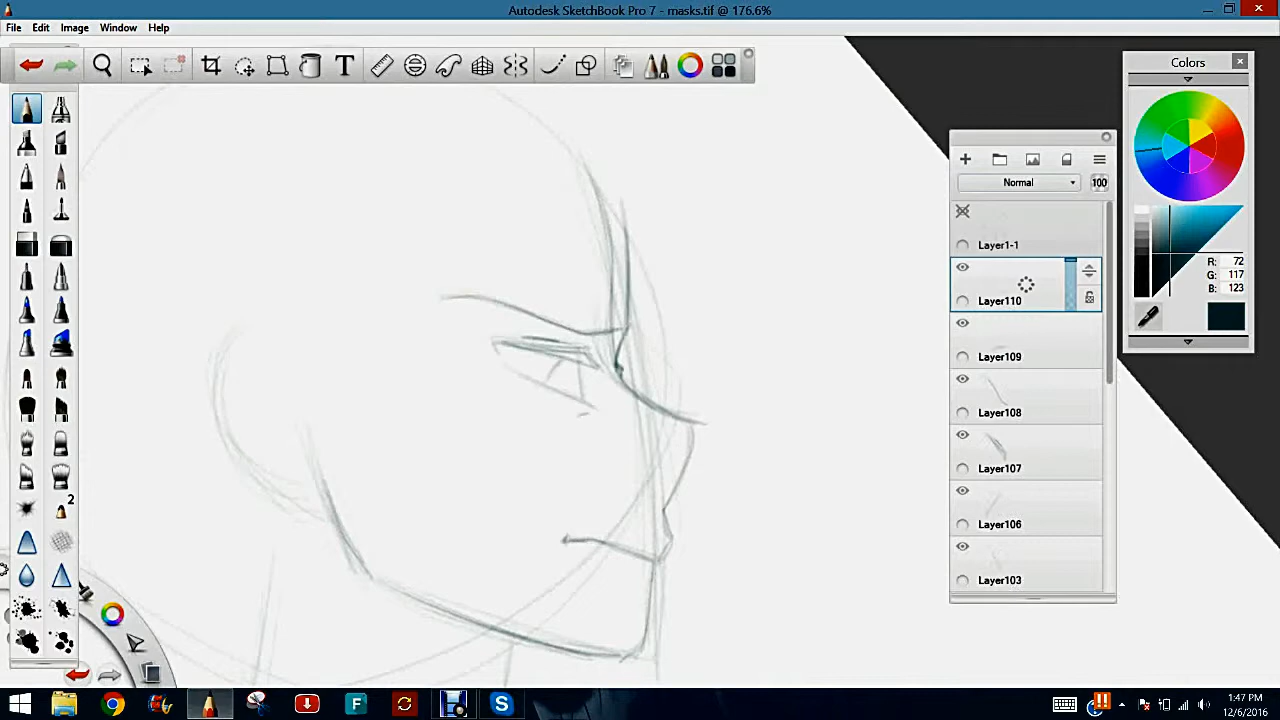 Autodesk SketchBook Pro 7 - masks.tif @ 176.6%
File Edit Image Window Help
T
Colors
Normal 100
Layer1-1
Layer110
Layer109
Layer108
Layer107
Layer106
Layer103
R: 72
G: 117
B: 123
2
F
S
1:47 PM
12/6/2016